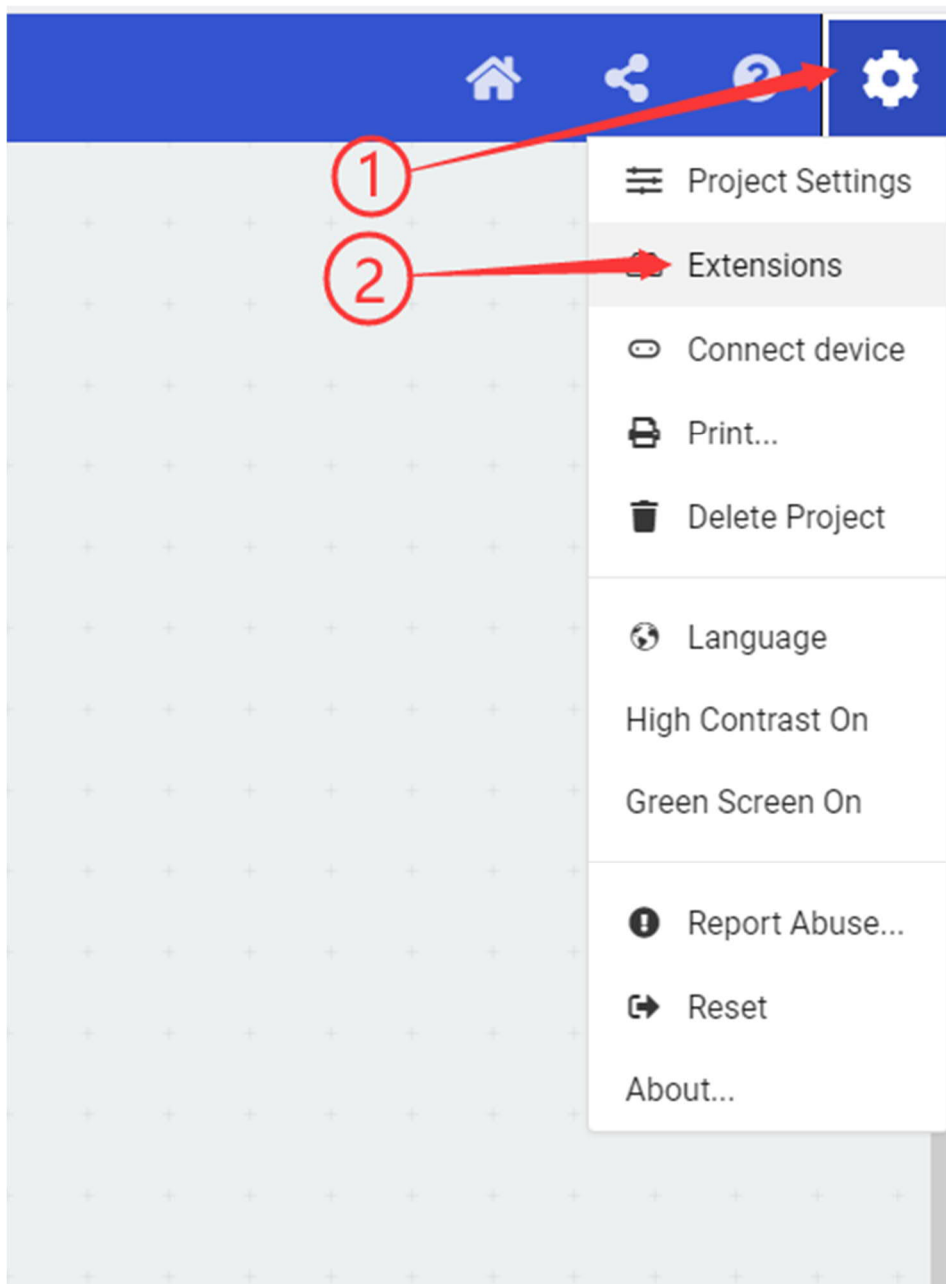 1
Project Settings
2
Extensions
Connect device
Print...
Delete Project
Language
High Contrast On
Green Screen On
Report Abuse...
Reset
About...